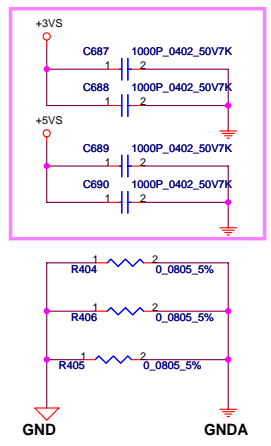 +3VS
C687 1000P_0402_50V7K
1 2
C688 1000P_0402_50V7K
1 2
+5VS
C689 1000P_0402_50V7K
1 2
C690 1000P_0402_50V7K
1 2
1 2
R404 0_0805_5%
1 2
R406 0_0805_5%
1 2
R405 0_0805_5%
GND GNDA